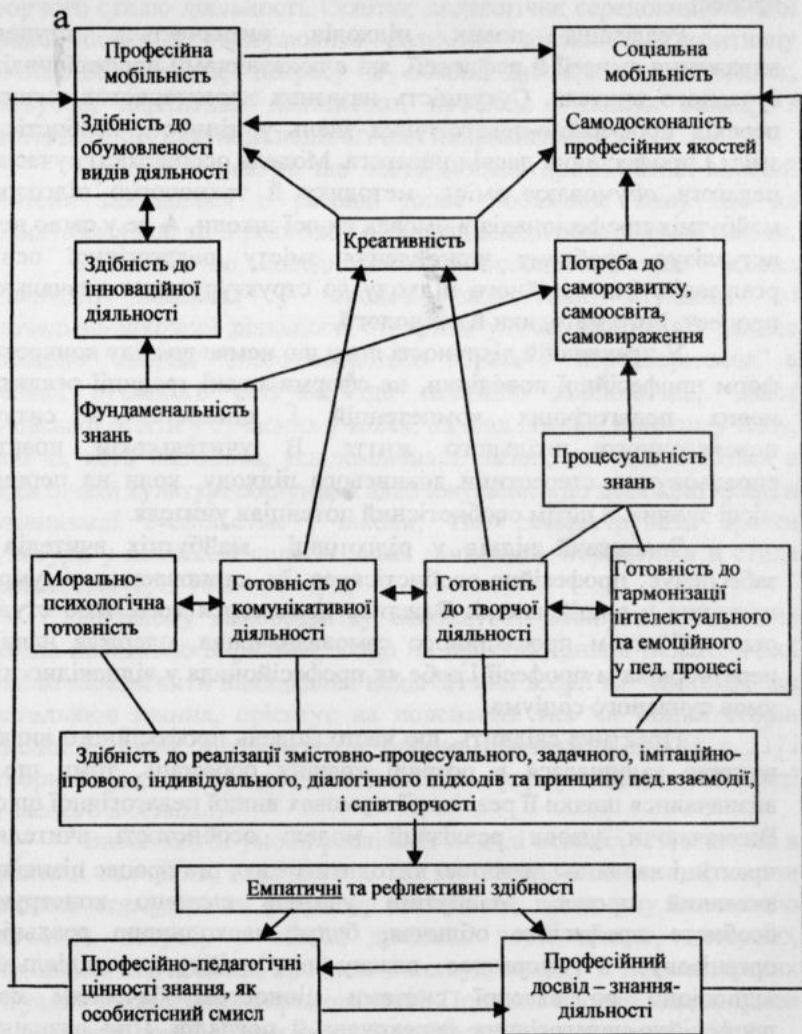 а
Професійна
мобільність
Соціальна
мобільність
Здібність до
обумовленості
видів діяльності
Самодосконалість
професійних якостей
Креативність
Здібність до
інноваційної
діяльності
Потреба до
саморозвитку,
самоосвіта,
самовираження
Фундаменальність
знань
Процесуальність
знань
Морально-
психологічна
готовність
Готовність до
комунікативної
діяльності
Готовність
до творчої
діяльності
Готовність до
гармонізації
інтелектуального
та емоційного
у пед. процесі
Здібність до реалізації змістовно-процесуального, задачного, імітаційно-
ігрового, індивідуального, діалогічного підходів та принципу пед.взаємодії,
і співтворчості
Емпатичні та рефлективні здібності
Професійно-педагогічні
цінності знання, як
особистісний смисл
Професійний
досвід – знання-
діяльності